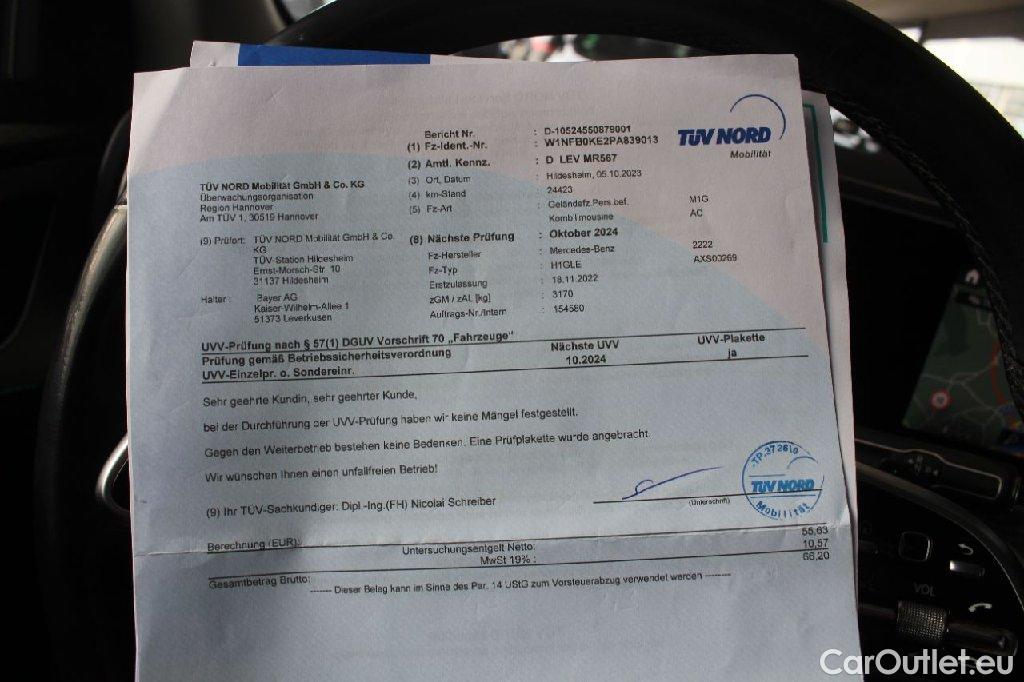 TÜV NORD
Mobilität
Bericht Nr. : D-10524550879001
(1) Fz-Ident.-Nr. : W1NFB0KE2PA839013
(2) Amtl. Kennz. : D LEV MR567
(3) Ort, Datum : Hildesheim, 05.10.2023
(4) km-Stand 24423
(5) Fz-Art : Geländefz.Pers.bef. M1G
Kombilimousine AC
TÜV NORD Mobilität GmbH & Co. KG
Überwachungsorganisation
Region Hannover
Am TÜV 1, 30519 Hannover
(9) Prüfort: TÜV NORD Mobilität GmbH & Co.
KG
TÜV-Station Hildesheim
Ernst-Morsch-Str. 10
31137 Hildesheim
Halter : Bayer AG
Kaiser-Wilhelm-Allee 1
51373 Leverkusen
(8) Nächste Prüfung : Oktober 2024
Fz-Hersteller : Mercedes-Benz 2222
Fz-Typ : H1GLE AXS00269
Erstzulassung : 18.11.2022
zGM / zAL [kg] : 3170
Auftrags-Nr./Intern : 154580
UVV-Prüfung nach § 57(1) DGUV Vorschrift 70 „Fahrzeuge" Nächste UVV UVV-Plakette
Prüfung gemäß Betriebssicherheitsverordnung 10.2024 ja
UVV-Einzelpr. o. Sondereinr.
Sehr geehrte Kundin, sehr geehrter Kunde,
bei der Durchführung der UVV-Prüfung haben wir keine Mängel festgestellt.
Gegen den Weiterbetrieb bestehen keine Bedenken. Eine Prüfplakette wurde angebracht.
Wir wünschen Ihnen einen unfallfreien Betrieb!
(9) Ihr TÜV-Sachkundiger: Dipl.-Ing.(FH) Nicolai Schreiber
(Unterschrift)
TÜV NORD
Mobilität
Berechnung (EUR): Untersuchungsentgelt Netto: 55,63
MwSt 19% : 10,57
Gesamtbetrag Brutto: 66,20
------- Dieser Beleg kann im Sinne des Par. 14 UStG zum Vorsteuerabzug verwendet werden --------
VOL
CarOutlet.eu